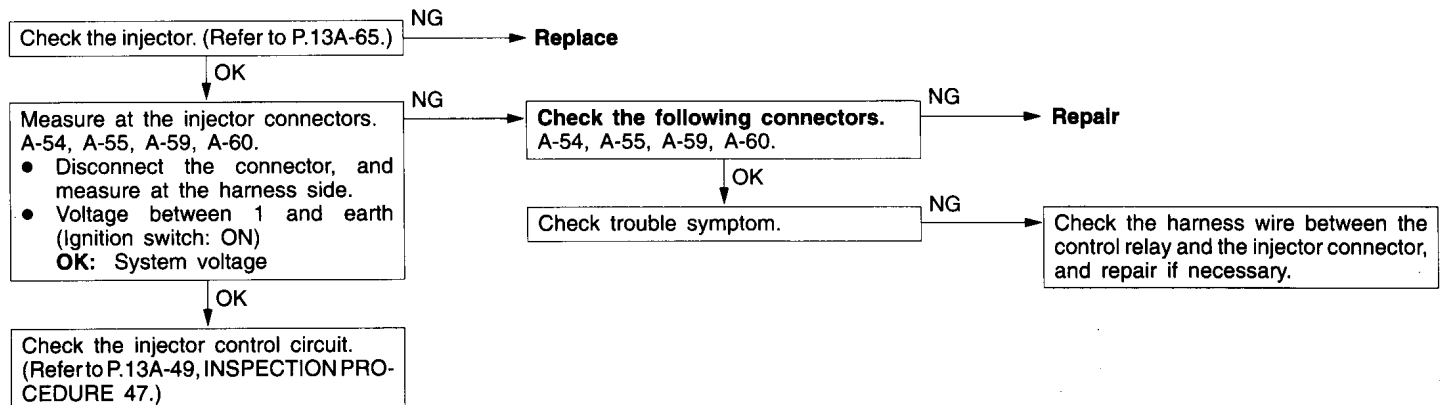 Check the injector. (Refer to P.13A-65.)
NG
Replace
OK
Measure at the injector connectors.
A-54, A-55, A-59, A-60.
● Disconnect the connector, and
measure at the harness side.
● Voltage between 1 and earth
(Ignition switch: ON)
OK: System voltage
NG
Check the following connectors.
A-54, A-55, A-59, A-60.
NG
Repair
OK
Check trouble symptom.
NG
Check the harness wire between the
control relay and the injector connector,
and repair if necessary.
OK
Check the injector control circuit.
(Refer to P.13A-49, INSPECTION PRO-
CEDURE 47.)